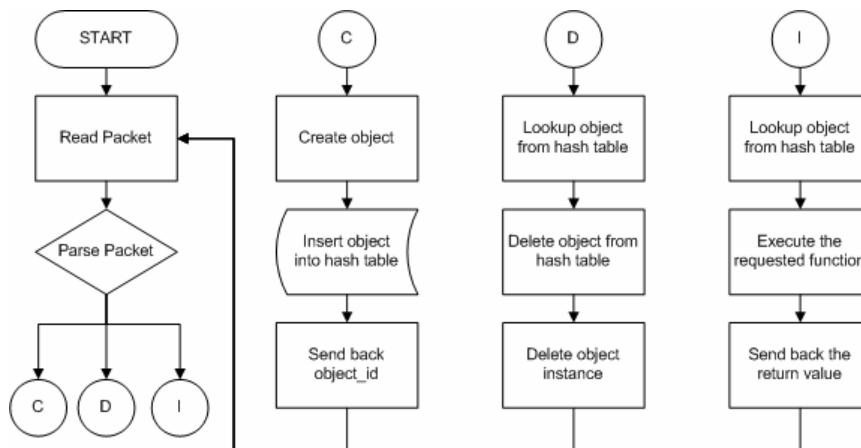 START
Read Packet
Parse Packet
C
D
I
C
Create object
Insert object
into hash table
Send back
object_id
D
Lookup object
from hash table
Delete object from
hash table
Delete object
instance
I
Lookup object
from hash table
Execute the
requested function
Send back the
return value